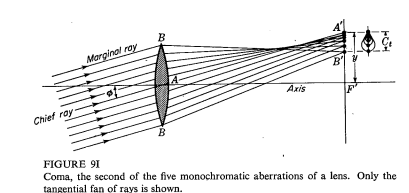 A'
B
Marginal ray
C_t
y
B'
A
ϕ
Axis
F'
Chief ray
B
FIGURE 9I
Coma, the second of the five monochromatic aberrations of a lens. Only the
tangential fan of rays is shown.